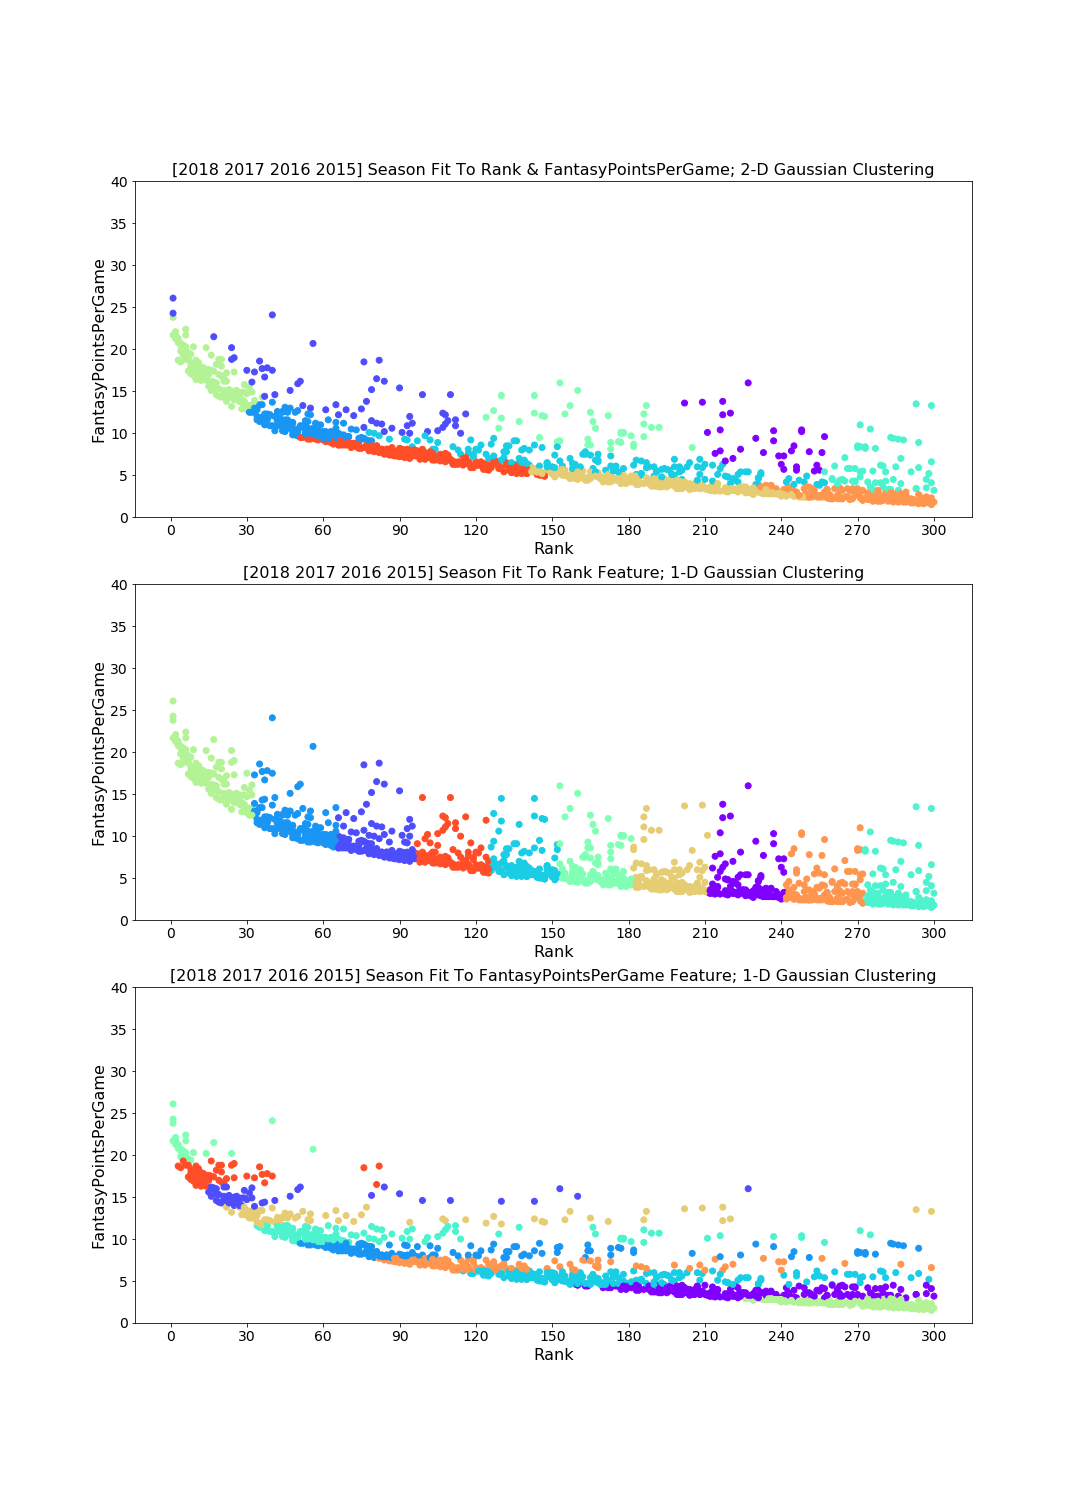 [2018 2017 2016 2015] Season Fit To Rank & FantasyPointsPerGame; 2-D Gaussian Clustering
40
35
30
25
20
15
10
5
0
FantasyPointsPerGame
0 30 60 90 120 150 180 210 240 270 300
Rank
[2018 2017 2016 2015] Season Fit To Rank Feature; 1-D Gaussian Clustering
40
35
30
25
20
15
10
5
0
FantasyPointsPerGame
0 30 60 90 120 150 180 210 240 270 300
Rank
[2018 2017 2016 2015] Season Fit To FantasyPointsPerGame Feature; 1-D Gaussian Clustering
40
35
30
25
20
15
10
5
0
FantasyPointsPerGame
0 30 60 90 120 150 180 210 240 270 300
Rank